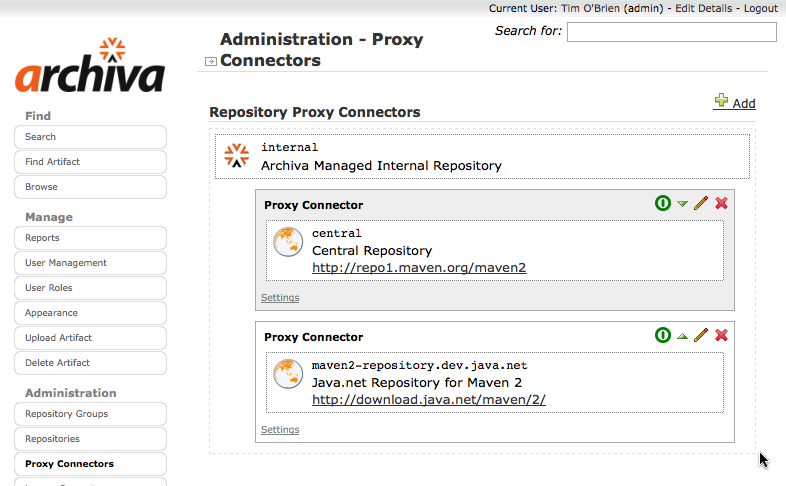 Current User: Tim O'Brien (admin) - Edit Details - Logout
Search for:
archiva
Administration - Proxy
Connectors
Find
Search
Find Artifact
Browse
Manage
Reports
User Management
User Roles
Appearance
Upload Artifact
Delete Artifact
Administration
Repository Groups
Repositories
Proxy Connectors
Add
Repository Proxy Connectors
internal
Archiva Managed Internal Repository
Proxy Connector
central
Central Repository
http://repo1.maven.org/maven2
Settings
Proxy Connector
maven2-repository.dev.java.net
Java.net Repository for Maven 2
http://download.java.net/maven/2/
Settings